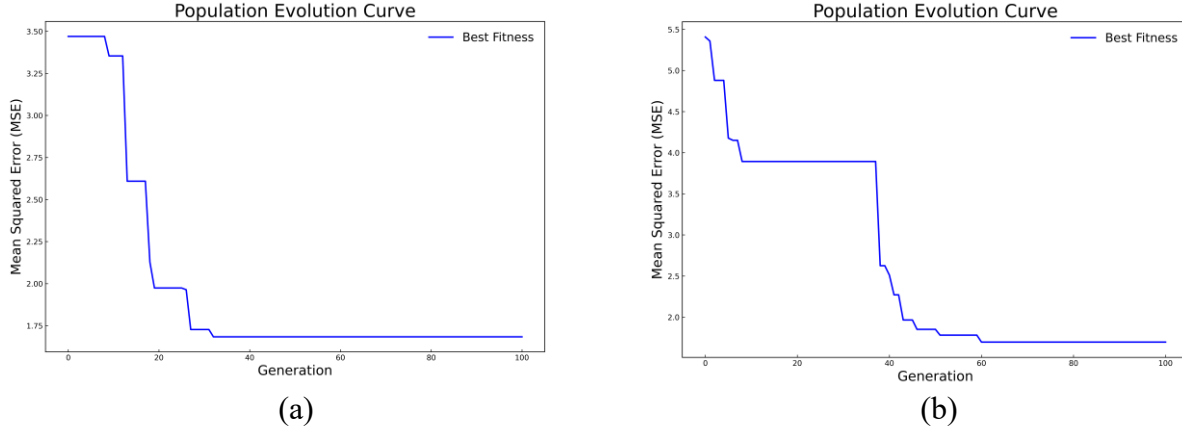 Population Evolution Curve
Best Fitness
3.50
3.25
3.00
2.75
2.50
2.25
2.00
1.75
Mean Squared Error (MSE)
0
20
40
60
80
100
Generation
(a)
Population Evolution Curve
Best Fitness
5.5
5.0
4.5
4.0
3.5
3.0
2.5
2.0
Mean Squared Error (MSE)
0
20
40
60
80
100
Generation
(b)